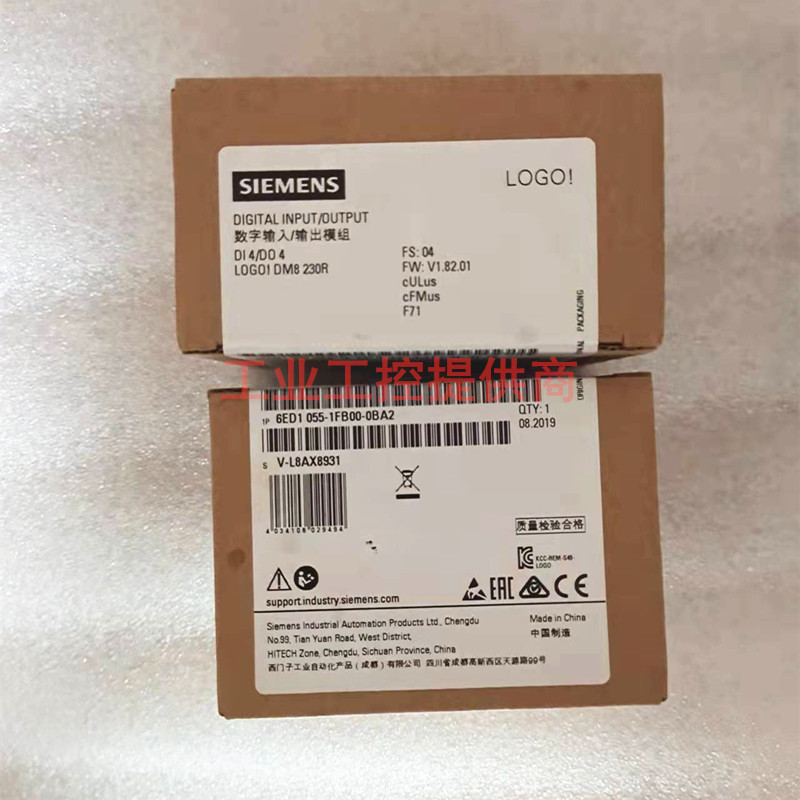 SIEMENS
LOGO!
DIGITAL INPUT/OUTPUT
数字输入/输出模组
DI 4/DO 4
LOGO! DM8 230R
FS: 04
FW: V1.82.01
cULus
cFMus
F71
PACKAGING
工业工控提供商
1P 6ED1 055-1FB00-0BA2
QTY: 1
08.2019
S V-L8AX8931
4034106029494
质量检验合格
KCC-REM-S49-
LOGO
support.industry.siemens.com
EAC
CE
Siemens Industrial Automation Products Ltd., Chengdu
No.99, Tian Yuan Road, West District,
HITECH Zone, Chengdu, Sichuan Province, China
西门子工业自动化产品（成都）有限公司 四川省成都高新西区天源路99号
Made in China
中国制造